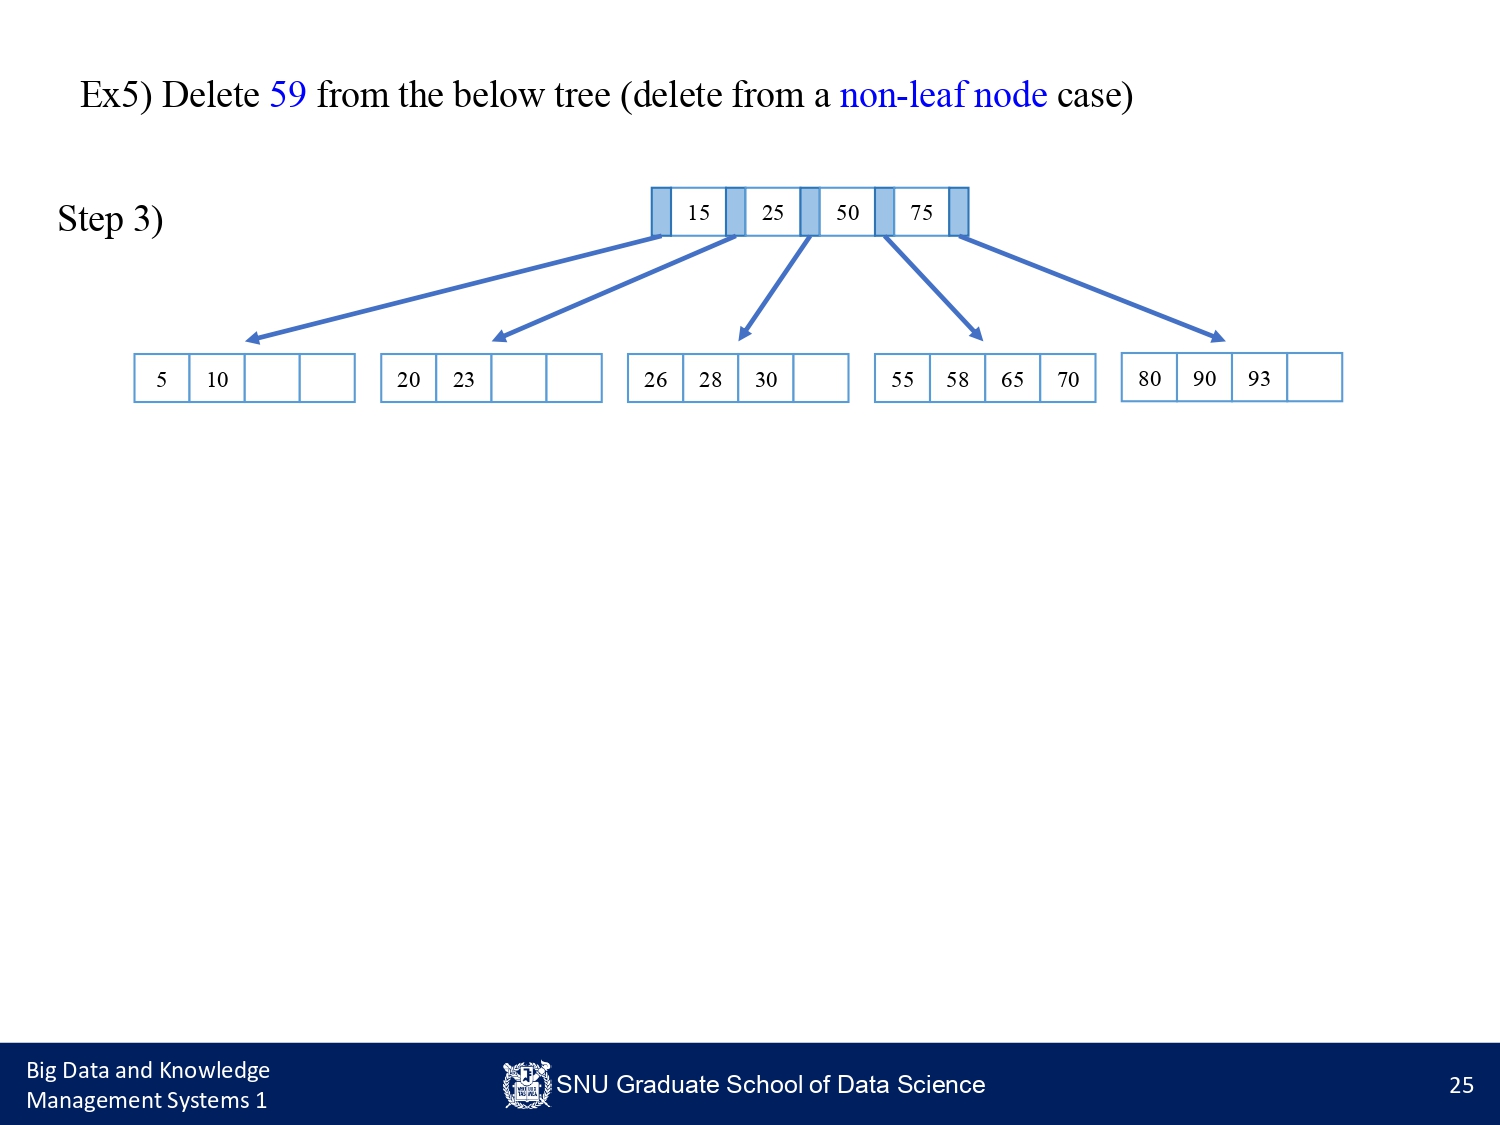 Ex5) Delete 59 from the below tree (delete from a non-leaf node case)
Step 3)
15 25 50 75
5 10
20 23
26 28 30
55 58 65 70
80 90 93
Big Data and Knowledge
Management Systems 1
SNU Graduate School of Data Science
25